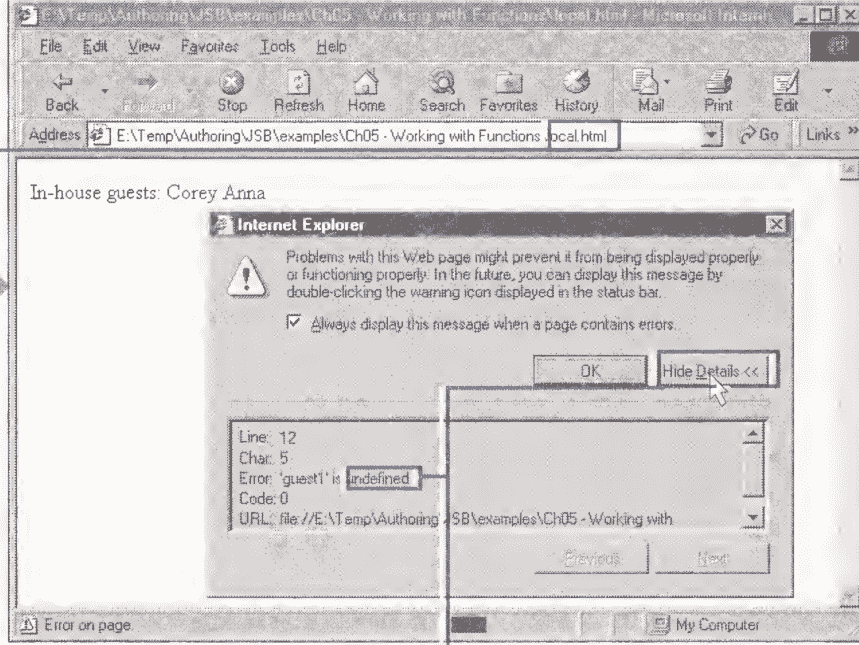 E:\Temp\Authoring\JSB\examples\Ch05 - Working with Functions\local.html - Microsoft Internet
File Edit View Favorites Tools Help
Back Forward Stop Refresh Home Search Favorites History Mail Print Edit
Address E:\Temp\Authoring\JSB\examples\Ch05 - Working with Functions local.html Go Links »
In-house guests: Corey Anna
Internet Explorer
Problems with this Web page might prevent it from being displayed properly
or functioning properly. In the future, you can display this message by
double-clicking the warning icon displayed in the status bar.
Always display this message when a page contains errors.
OK Hide Details <<
Line: 12
Char: 5
Error: 'guest1' is undefined
Code: 0
URL: file://E:\Temp\Authoring\JSB\examples\Ch05 - Working with
Previous Next
Error on page. My Computer